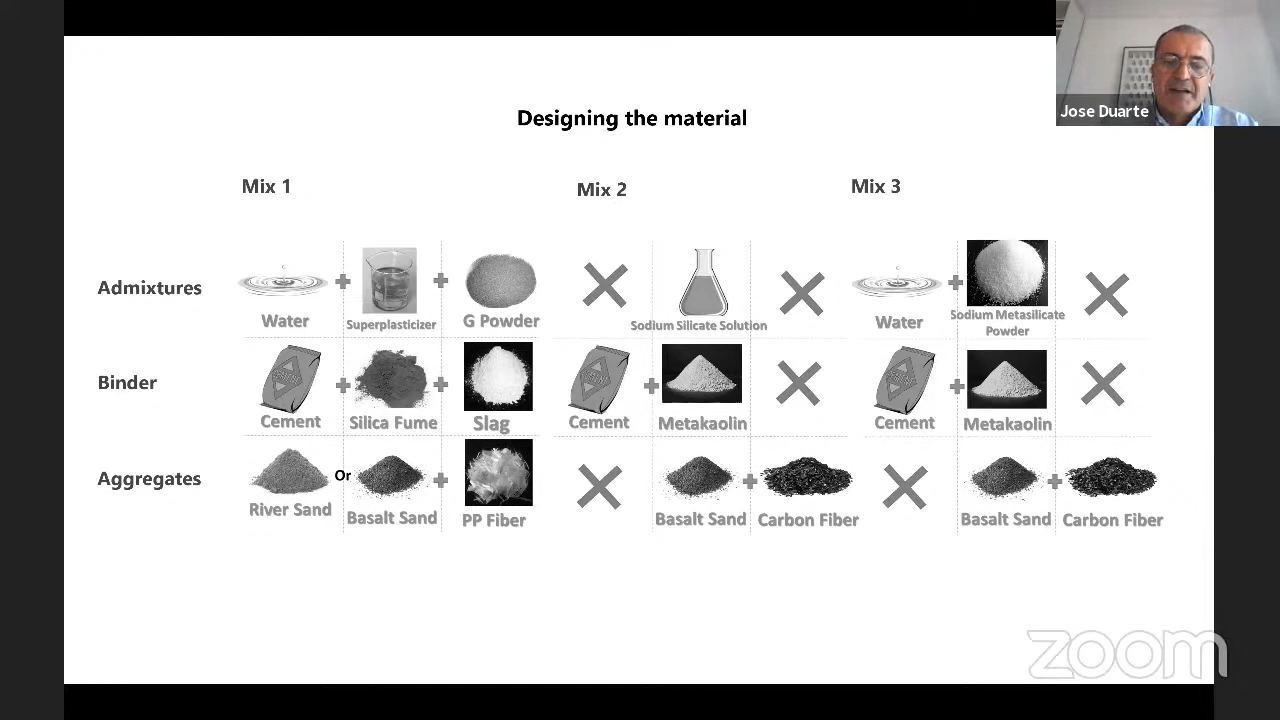 Jose Duarte
Designing the material
Mix 1
Mix 2
Mix 3
Admixtures
Water
Superplasticizer
G Powder
Sodium Silicate Solution
Water
Sodium Metasilicate
Powder
Binder
Cement
Silica Fume
Slag
Cement
Metakaolin
Cement
Metakaolin
Aggregates
River Sand
Or
Basalt Sand
PP Fiber
Basalt Sand
Carbon Fiber
Basalt Sand
Carbon Fiber
zoom